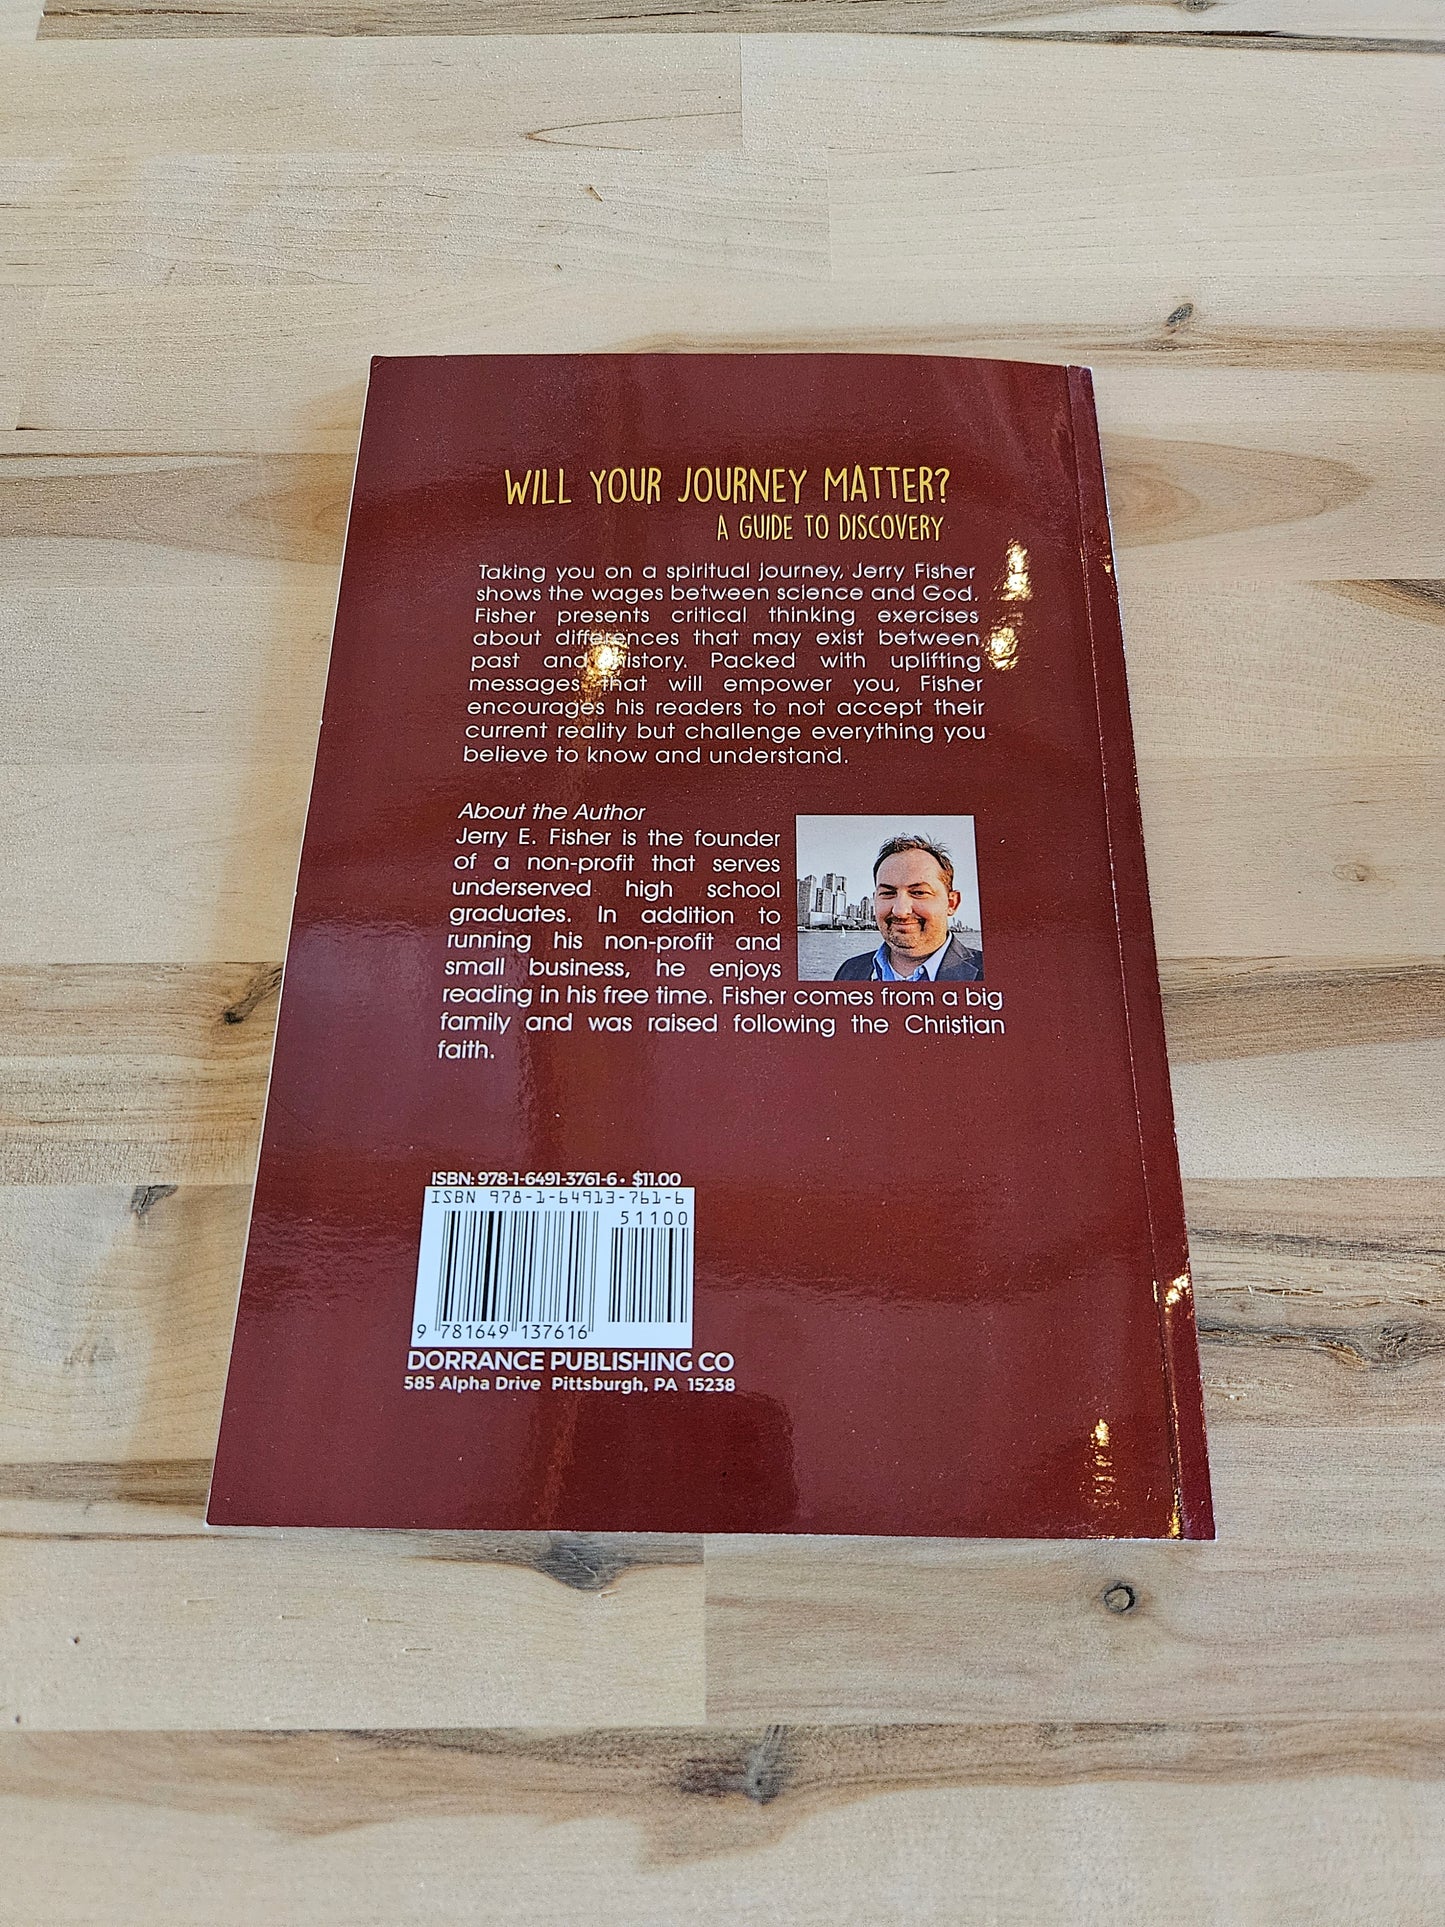 WILL YOUR JOURNEY MATTER?
A GUIDE TO DISCOVERY
Taking you on a spiritual journey, Jerry Fisher
shows the wages between science and God.
Fisher presents critical thinking exercises
about differences that may exist between
past and history. Packed with uplifting
messages that will empower you, Fisher
encourages his readers to not accept their
current reality but challenge everything you
believe to know and understand.
About the Author
Jerry E. Fisher is the founder
of a non-profit that serves
underserved high school
graduates. In addition to
running his non-profit and
small business, he enjoys
reading in his free time. Fisher comes from a big
family and was raised following the Christian
faith.
ISBN: 978-1-6491-3761-6 • $11.00
ISBN 978-1-64913-761-6
51100
9 781649 137616
DORRANCE PUBLISHING CO
585 Alpha Drive Pittsburgh, PA 15238